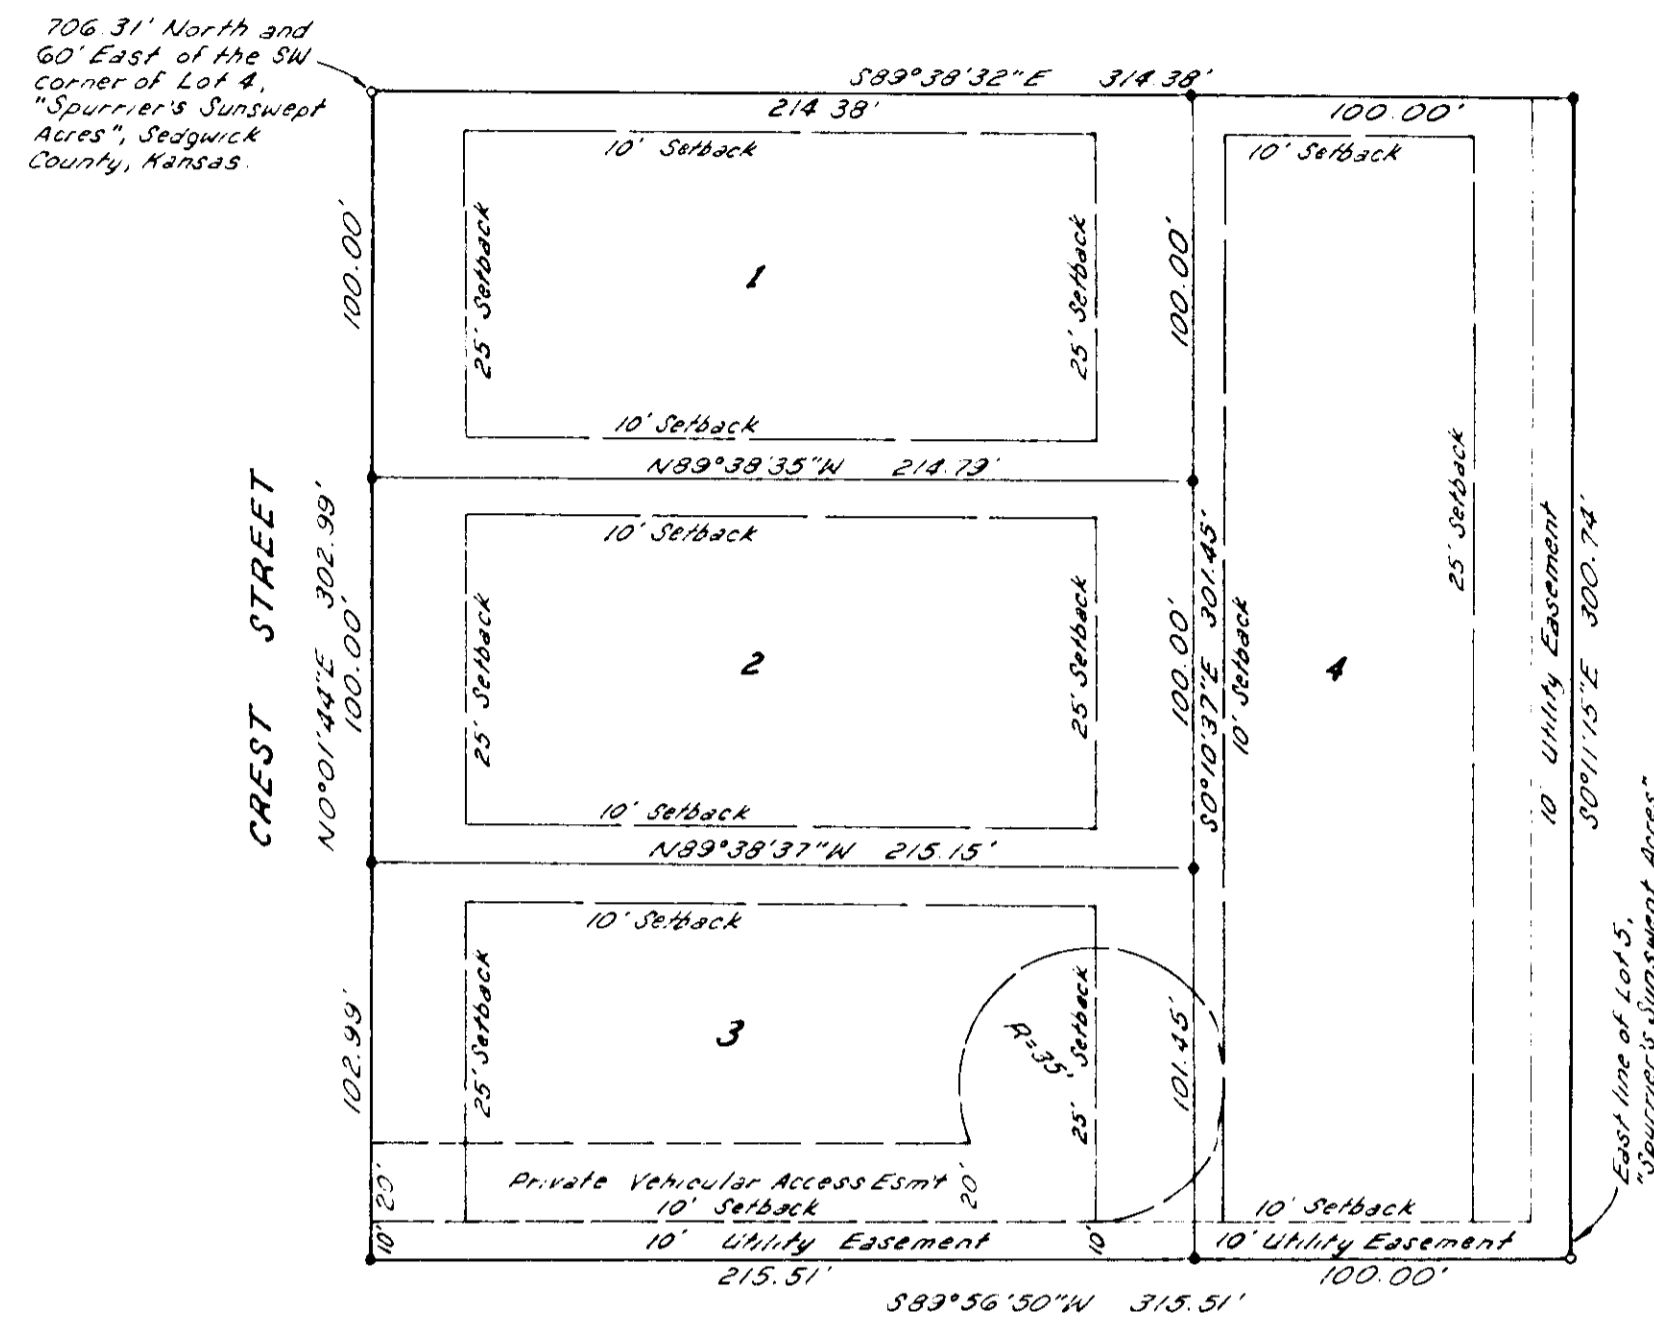 706.31' North and
60' East of the SW
corner of Lot 4,
"Spurrier's Sunswept
Acres", Sedgwick
County, Kansas.
S89°38'32"E 314.38'
214 38'
100.00'
10' Setback
10' Setback
100.00'
25' Setback
1
25' Setback
100.00'
10' Setback
N89°38'35"W 214.79'
CREST STREET
N0°01'44"E 302.99'
100.00'
10' Setback
25' Setback
2
25' Setback
100.00'
S0°10'37"E 301.45'
10' Setback
4
25' Setback
10' Utility Easement
S0°11'15"E 300.74'
10' Setback
N89°38'37"W 215.15'
10' Setback
102.99'
25' Setback
3
R=35'
25' Setback
101.45'
East line of Lot 5,
"Spurrier's Sunswept Acres"
20'
Private Vehicular Access Esm't
20'
10' Setback
10' Setback
10'
10' Utility Easement
10'
10' Utility Easement
215.51'
100.00'
S89°56'50"W 315.51'